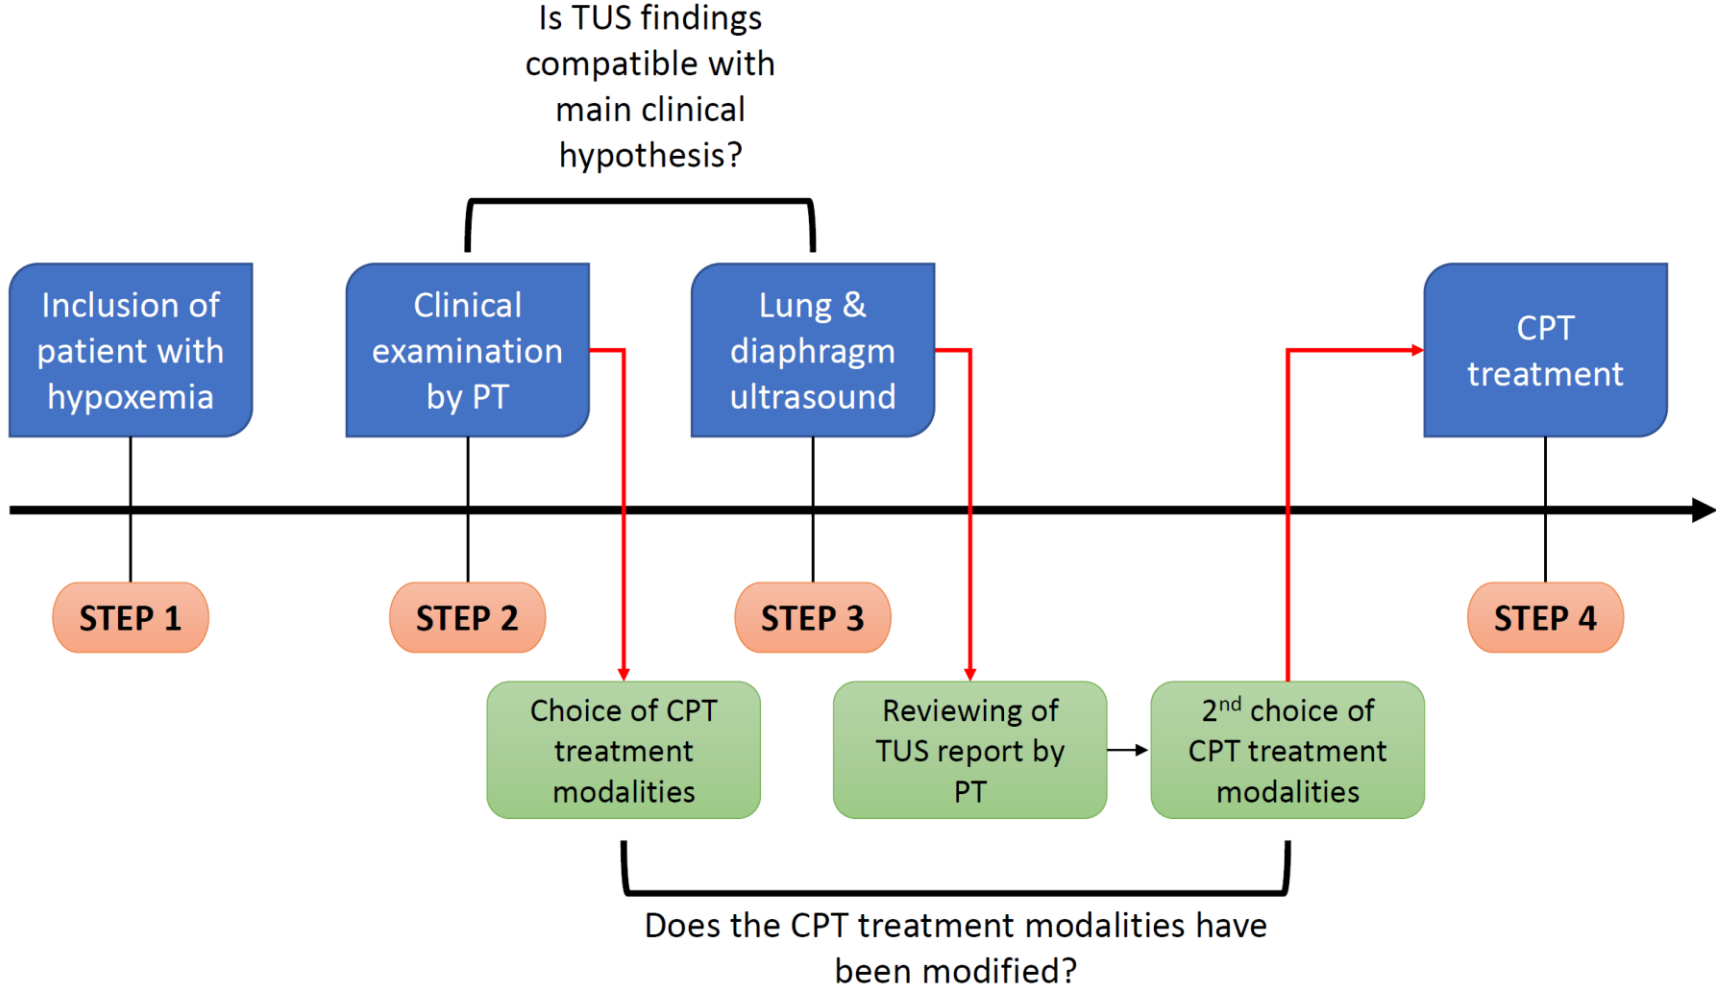 Is TUS findings
compatible with
main clinical
hypothesis?
Inclusion of
patient with
hypoxemia
Clinical
examination
by PT
Lung &
diaphragm
ultrasound
CPT
treatment
STEP 1
STEP 2
STEP 3
STEP 4
Choice of CPT
treatment
modalities
Reviewing of
TUS report by
PT
2nd choice of
CPT treatment
modalities
Does the CPT treatment modalities have
been modified?